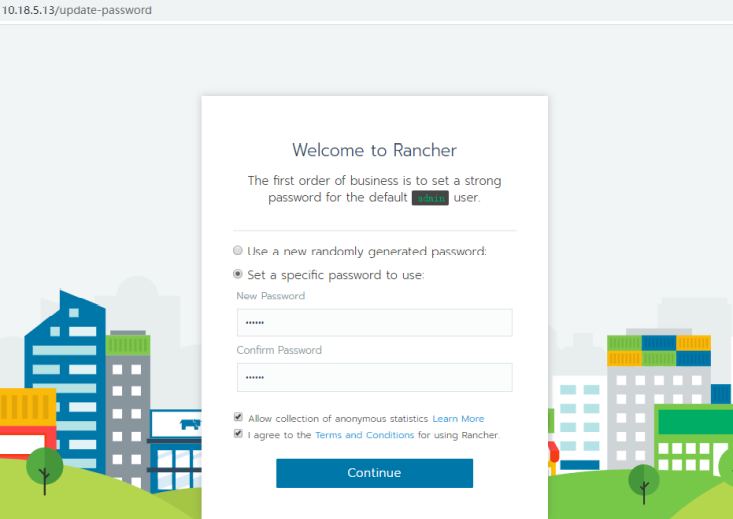 10.18.5.13/update-password
Welcome to Rancher
The first order of business is to set a strong
password for the default admin user.
Use a new randomly generated password:
Set a specific password to use:
New Password
••••••
Confirm Password
••••••
Allow collection of anonymous statistics Learn More
I agree to the Terms and Conditions for using Rancher.
Continue